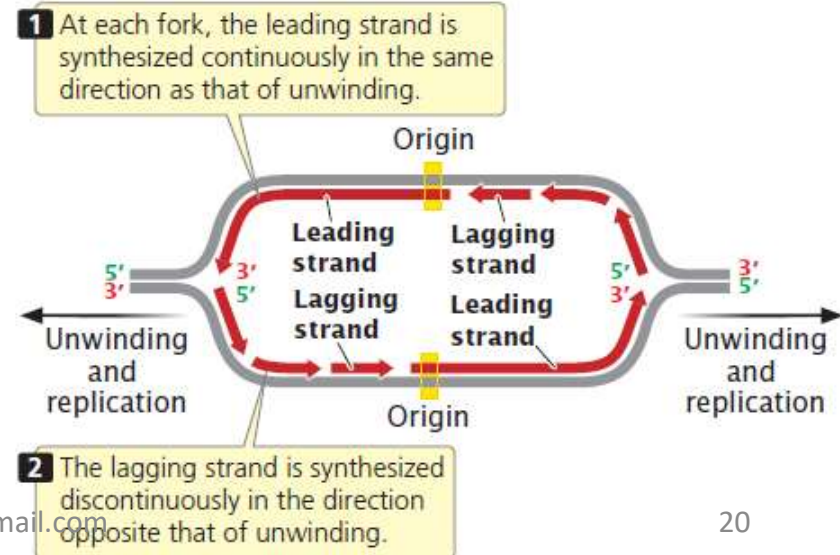 1 At each fork, the leading strand is
synthesized continuously in the same
direction as that of unwinding.
Origin
Leading
strand
Lagging
strand
5′
3′
3′
5′
Lagging
strand
Leading
strand
5′
3′
3′
5′
Unwinding
and
replication
Unwinding
and
replication
Origin
2 The lagging strand is synthesized
discontinuously in the direction
opposite that of unwinding.
mail.com
20